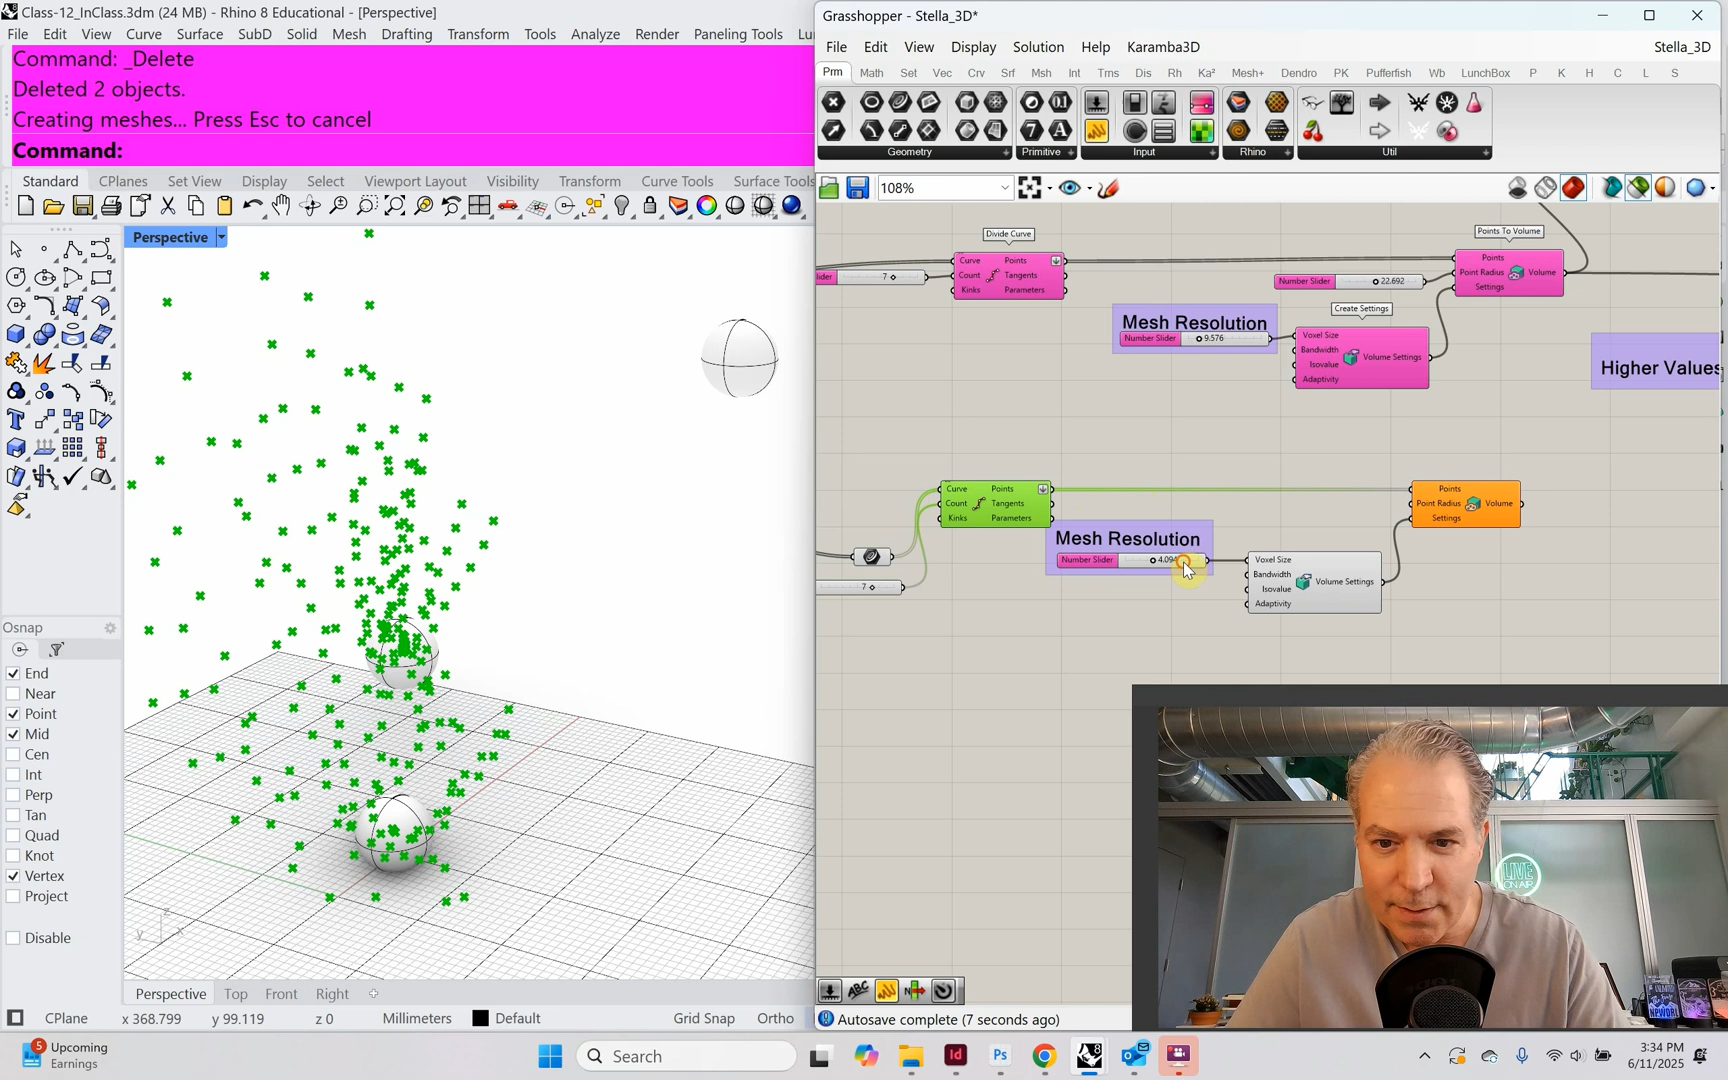 Class-12_InClass.3dm (24 MB) - Rhino 8 Educational - [Perspective]
File Edit View Curve Surface SubD Solid Mesh Drafting Transform Tools Analyze Render Paneling Tools
Command: _Delete
Deleted 2 objects.
Creating meshes... Press Esc to cancel
Command:
Standard CPlanes Set View Display Select Viewport Layout Visibility Transform Curve Tools Surface Tools
Perspective
Osnap
End
Near
Point
Mid
Cen
Int
Perp
Tan
Quad
Knot
Vertex
Project
Disable
z
y
x
Perspective Top Front Right
CPlane x 368.799 y 99.119 z 0 Millimeters Default Grid Snap Ortho
Grasshopper - Stella_3D*
File Edit View Display Solution Help Karamba3D Stella_3D
Prm Math Set Vec Crv Srf Msh Int Trns Dis Rh Ka² Mesh+ Dendro PK Pufferfish Wb LunchBox P K H C L S
Geometry Primitive Input Rhino Util
108%
Divide Curve
Curve Points
Count Tangents
Kinks Parameters
7
Points To Volume
Points
Point Radius Volume
Settings
Number Slider 22.692
Create Settings
Mesh Resolution
Number Slider 9.576
Voxel Size
Bandwidth
Isovalue
Adaptivity
Volume Settings
Higher Values
Curve Points
Count Tangents
Kinks Parameters
7
Mesh Resolution
Number Slider
Voxel Size
Bandwidth
Isovalue
Adaptivity
Volume Settings
Points
Point Radius Volume
Settings
LIVE
ON AIR
Autosave complete (7 seconds ago)
5
Upcoming
Earnings
Search
3:34 PM
6/11/2025